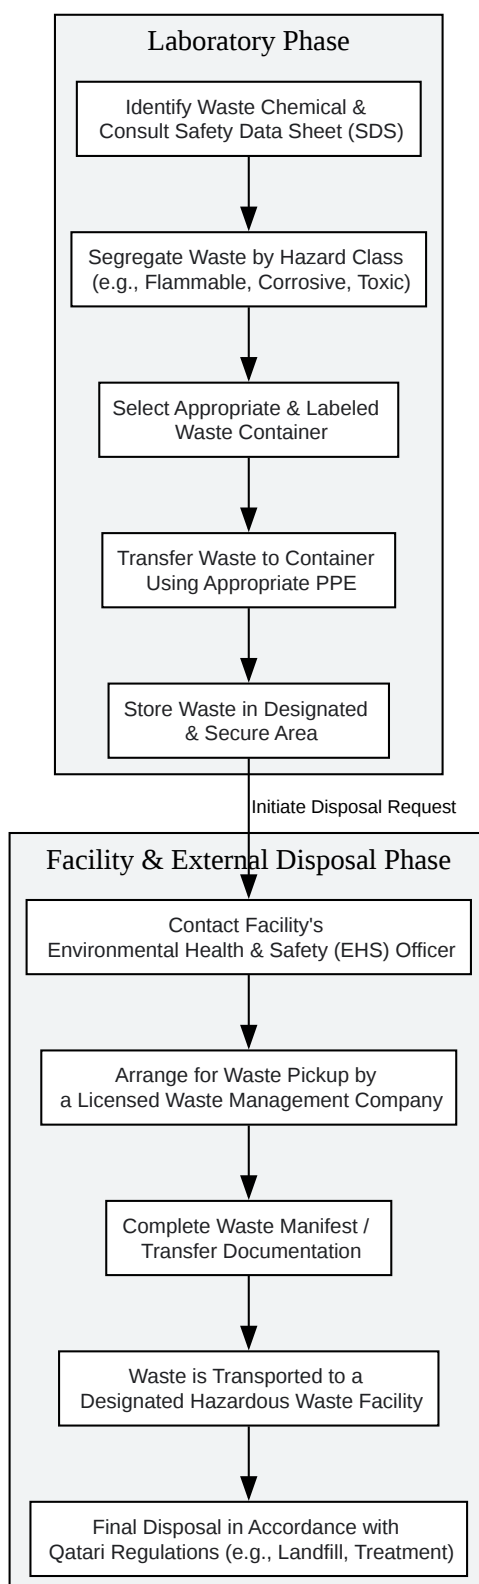 Laboratory Phase
Identify Waste Chemical &
Consult Safety Data Sheet (SDS)
Segregate Waste by Hazard Class
(e.g., Flammable, Corrosive, Toxic)
Select Appropriate & Labeled
Waste Container
Transfer Waste to Container
Using Appropriate PPE
Store Waste in Designated
& Secure Area
Initiate Disposal Request
Facility & External Disposal Phase
Contact Facility's
Environmental Health & Safety (EHS) Officer
Arrange for Waste Pickup by
a Licensed Waste Management Company
Complete Waste Manifest /
Transfer Documentation
Waste is Transported to a
Designated Hazardous Waste Facility
Final Disposal in Accordance with
Qatari Regulations (e.g., Landfill, Treatment)